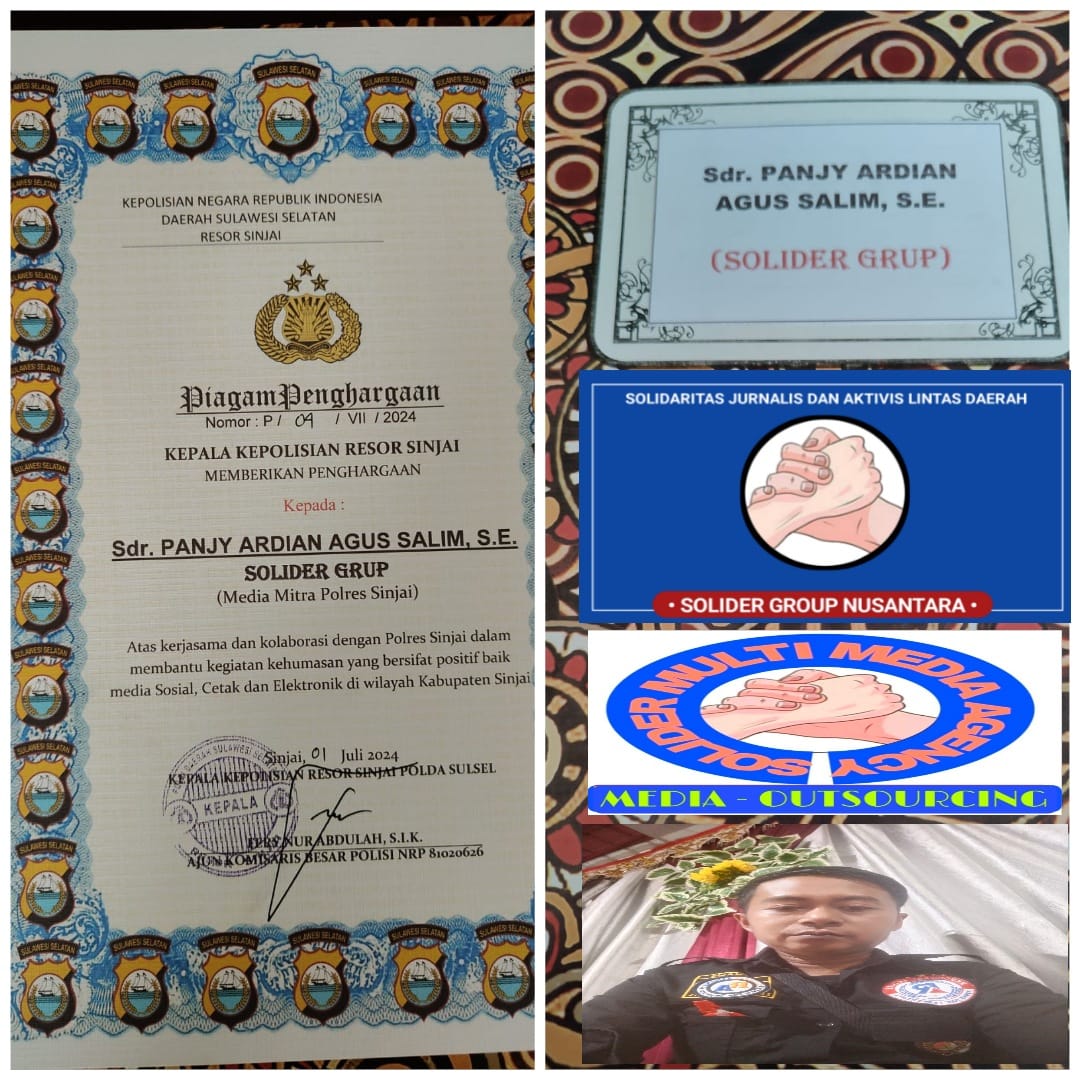 SULAWESI SELATAN
KEPOLISIAN NEGARA REPUBLIK INDONESIA
DAERAH SULAWESI SELATAN
RESOR SINJAI
Piagam Penghargaan
Nomor : P / 09 / VII / 2024
KEPALA KEPOLISIAN RESOR SINJAI
MEMBERIKAN PENGHARGAAN
Kepada :
Sdr. PANJY ARDIAN AGUS SALIM, S.E.
SOLIDER GRUP
(Media Mitra Polres Sinjai)
Atas kerjasama dan kolaborasi dengan Polres Sinjai dalam
membantu kegiatan kehumasan yang bersifat positif baik
media Sosial, Cetak dan Elektronik di wilayah Kabupaten Sinjai
Sinjai, 01 Juli 2024
KEPALA KEPOLISIAN RESOR SINJAI POLDA SULSEL
KEPALA
NUR ABDULAH, S.I.K.
AJUN KOMISARIS BESAR POLISI NRP 81020626
Sdr. PANJY ARDIAN
AGUS SALIM, S.E.
(SOLIDER GRUP)
SOLIDARITAS JURNALIS DAN AKTIVIS LINTAS DAERAH
• SOLIDER GROUP NUSANTARA •
SOLIDER MULTI MEDIA AGENCY
MEDIA - OUTSOURCING